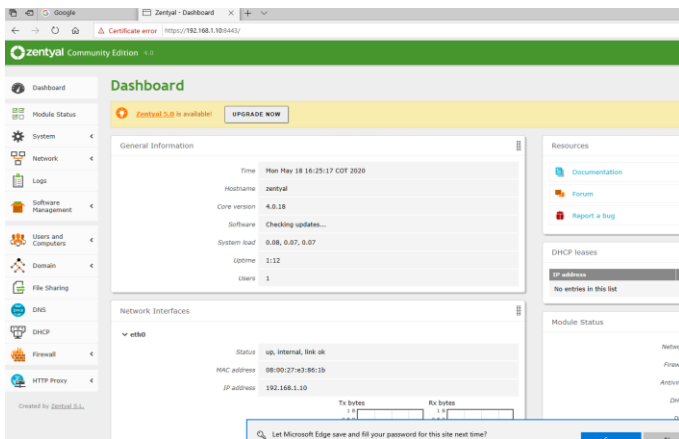 Google
Zentyal - Dashboard
Certificate error https://192.168.1.10:8443/
zentyal Community Edition 4.0
Dashboard
Module Status
System
Network
Logs
Software
Management
Users and
Computers
Domain
File Sharing
DNS
DHCP
Firewall
HTTP Proxy
Created by Zentyal S.L.
Dashboard
Zentyal 5.0 is available! UPGRADE NOW
General Information
Time Mon May 18 16:25:17 COT 2020
Hostname zentyal
Core version 4.0.18
Software Checking updates...
System load 0.08, 0.07, 0.07
Uptime 1:12
Users 1
Network Interfaces
eth0
Status up, internal, link ok
MAC address 08:00:27:e3:86:1b
IP address 192.168.1.10
Tx bytes Rx bytes
Resources
Documentation
Forum
Report a bug
DHCP leases
IP address
No entries in this list
Module Status
Netwo
Firew
Antivir
DH
Let Microsoft Edge save and fill your password for this site next time?